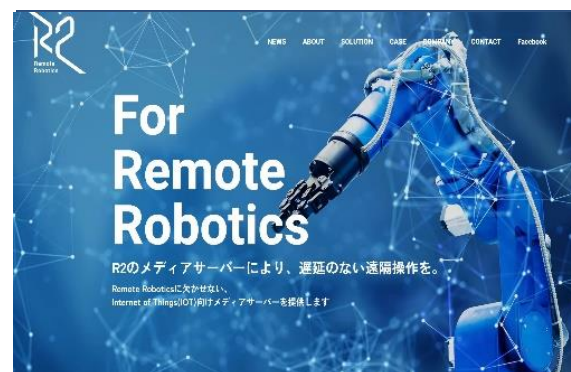 R2
Remote
Robotics
NEWS ABOUT SOLUTION CASE COMPANY CONTACT Facebook
For
Remote
Robotics
R2のメディアサーバーにより、遅延のない遠隔操作を。
Remote Roboticsに欠かせない、
Internet of Things(IOT)向けメディアサーバーを提供します